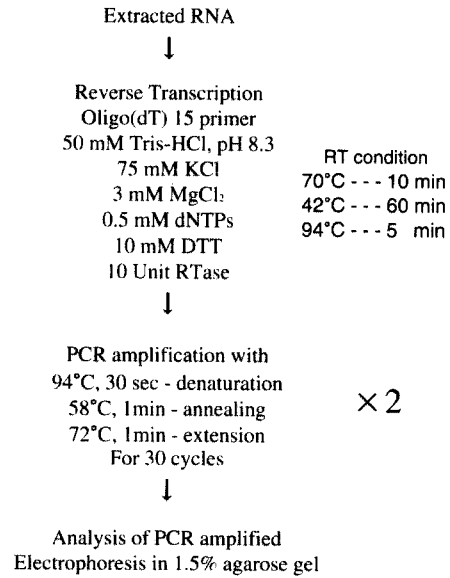 Extracted RNA
↓
Reverse Transcription
Oligo(dT) 15 primer
50 mM Tris-HCl, pH 8.3
75 mM KCl
3 mM MgCl₂
0.5 mM dNTPs
10 mM DTT
10 Unit RTase
RT condition
70°C - - - 10 min
42°C - - - 60 min
94°C - - - 5 min
↓
PCR amplification with
94°C, 30 sec - denaturation
58°C, 1min - annealing
72°C, 1min - extension
For 30 cycles
×2
↓
Analysis of PCR amplified
Electrophoresis in 1.5% agarose gel